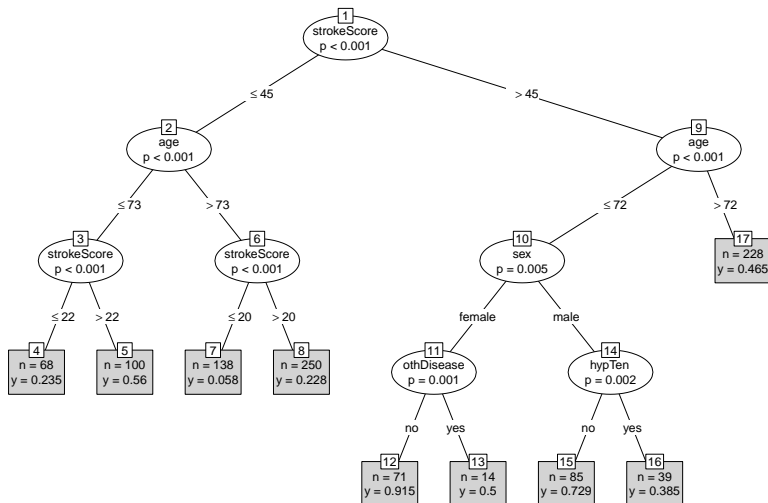 1
strokeScore
p < 0.001
≤ 45
> 45
2
age
p < 0.001
9
age
p < 0.001
≤ 73
> 73
≤ 72
> 72
3
strokeScore
p < 0.001
6
strokeScore
p < 0.001
10
sex
p = 0.005
17
n = 228
y = 0.465
≤ 22
> 22
≤ 20
> 20
female
male
4
n = 68
y = 0.235
5
n = 100
y = 0.56
7
n = 138
y = 0.058
8
n = 250
y = 0.228
11
othDisease
p = 0.001
14
hypTen
p = 0.002
no
yes
no
yes
12
n = 71
y = 0.915
13
n = 14
y = 0.5
15
n = 85
y = 0.729
16
n = 39
y = 0.385